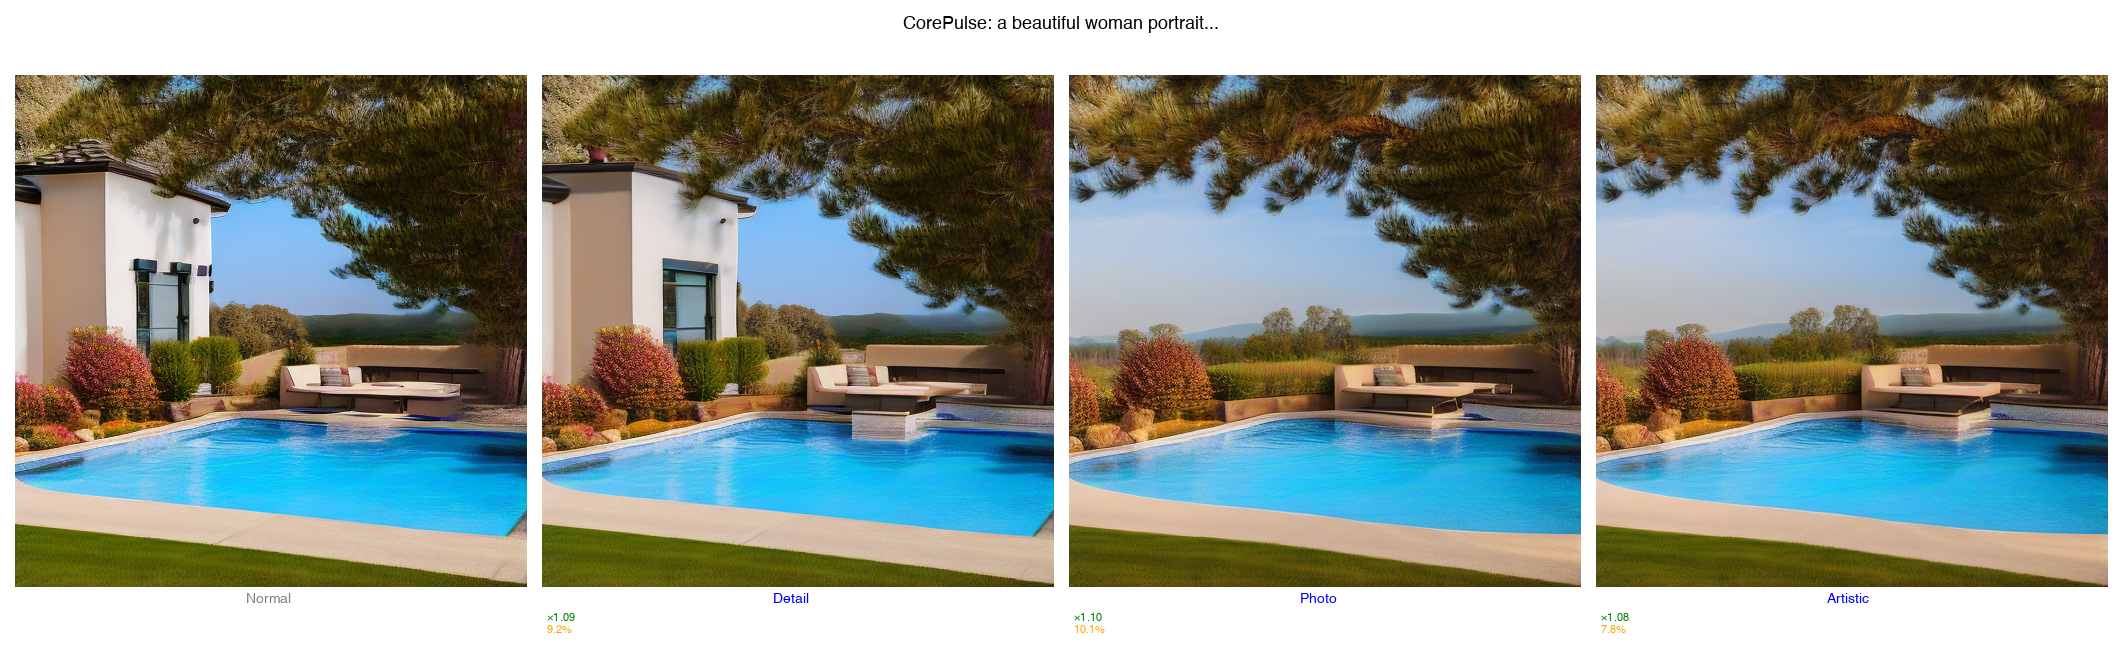 CorePulse: a beautiful woman portrait...
Normal
Detail
Photo
Artistic
×1.09
9.2%
×1.10
10.1%
×1.08
7.8%